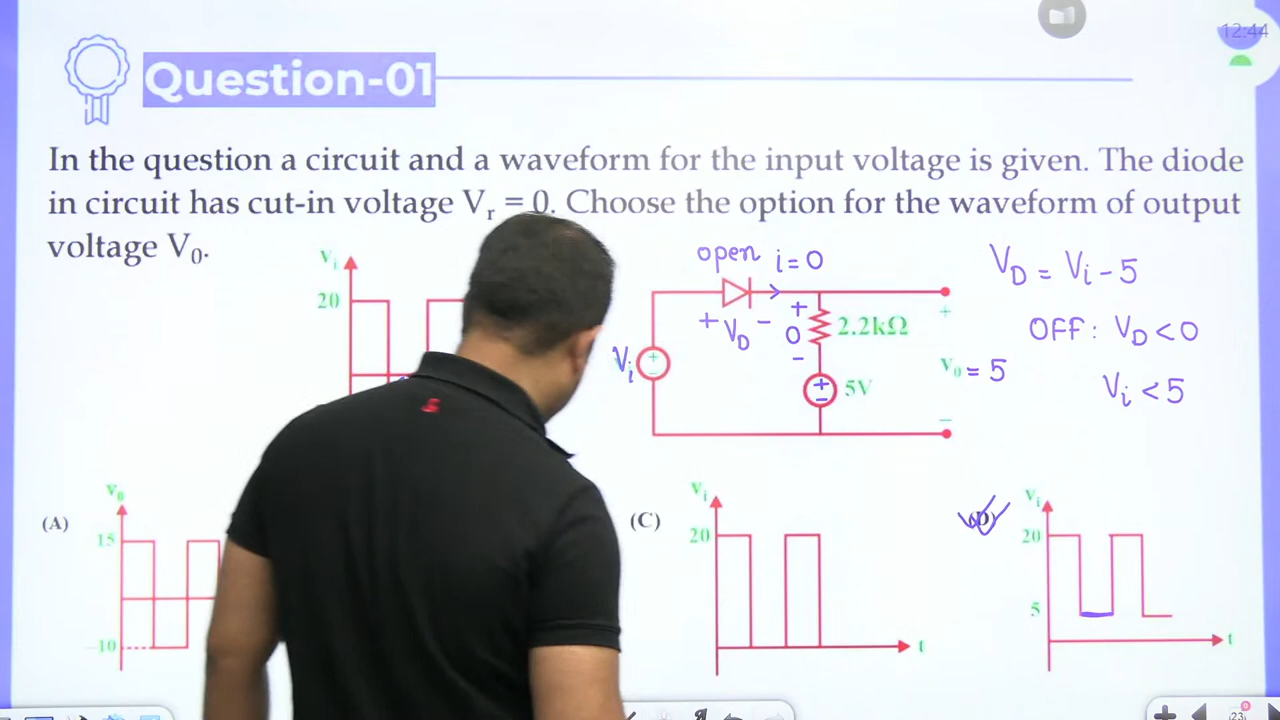 12:44
Question-01
In the question a circuit and a waveform for the input voltage is given. The diode
in circuit has cut-in voltage Vr = 0. Choose the option for the waveform of output
voltage V0.
Vi
20
open i = 0
+ VD -
+
0
-
2.2kΩ
Vi
+
-
5V
+
V0 = 5
-
VD = Vi - 5
OFF: VD < 0
Vi < 5
(A)
V0
15
-10
(C)
Vi
20
t
(D)
Vi
20
5
t
23